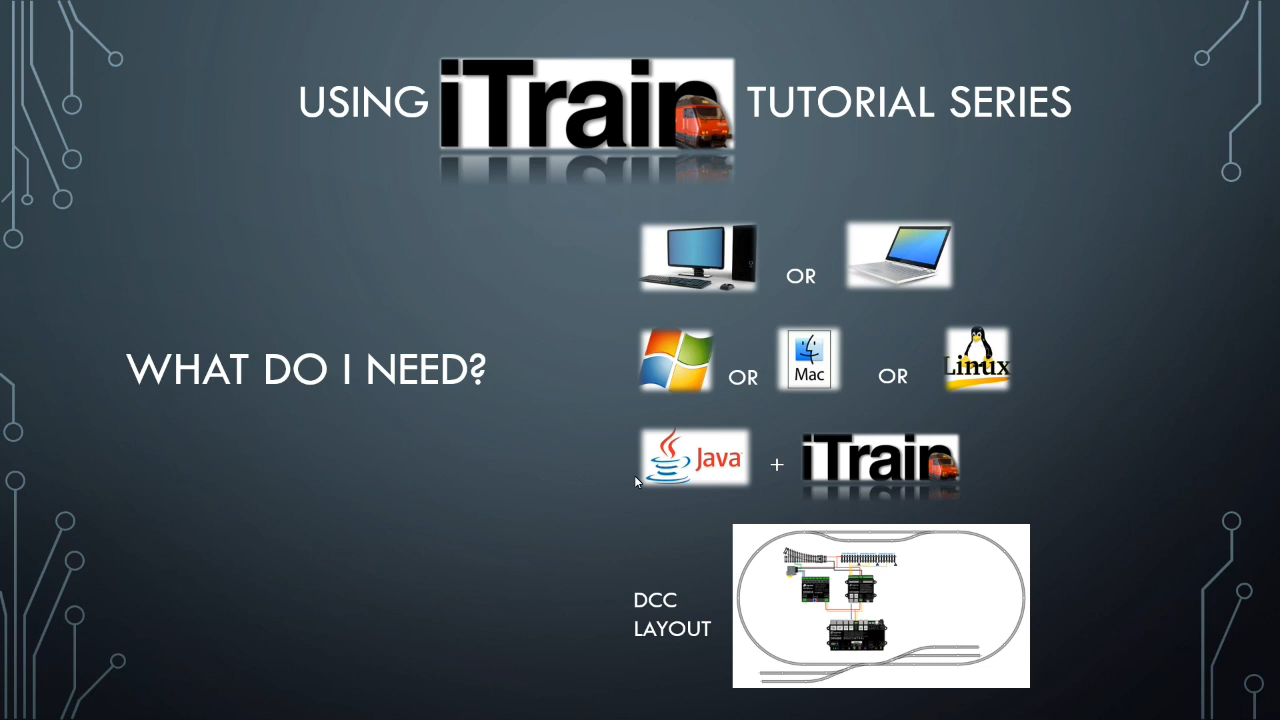 USING iTrain TUTORIAL SERIES
OR
WHAT DO I NEED?
OR Mac OR Linux
Java + iTrain
DCC
LAYOUT